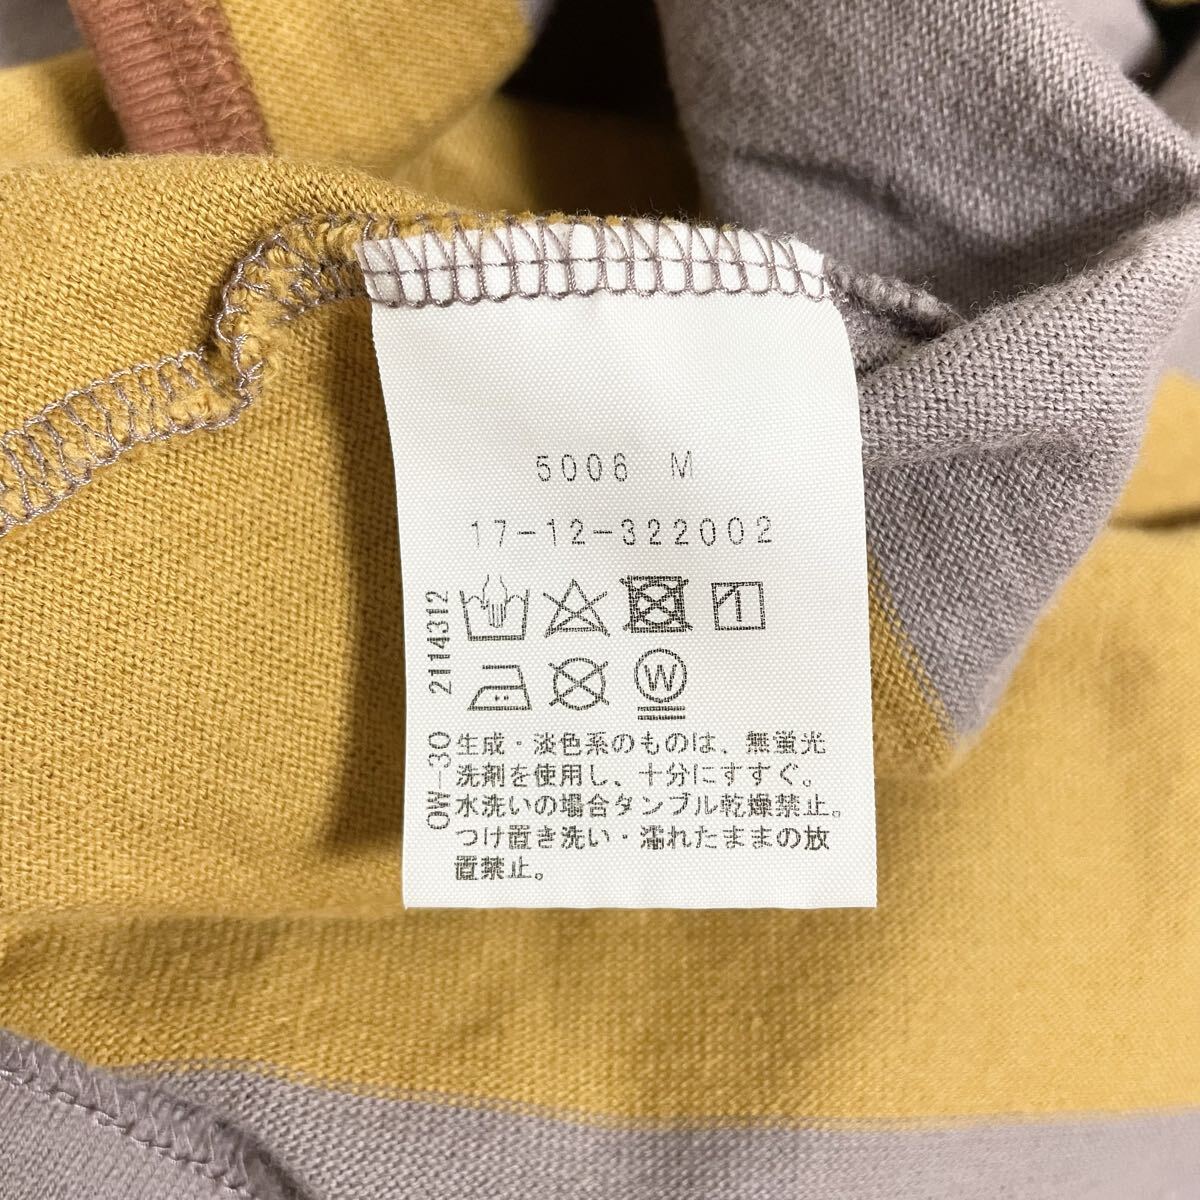 5006 M
17-12-322002
W
生成・淡色系のものは、無蛍光
洗剤を使用し、十分にすすぐ。
水洗いの場合タンブル乾燥禁止。
つけ置き洗い・濡れたままの放
置禁止。
OW-30 2114312